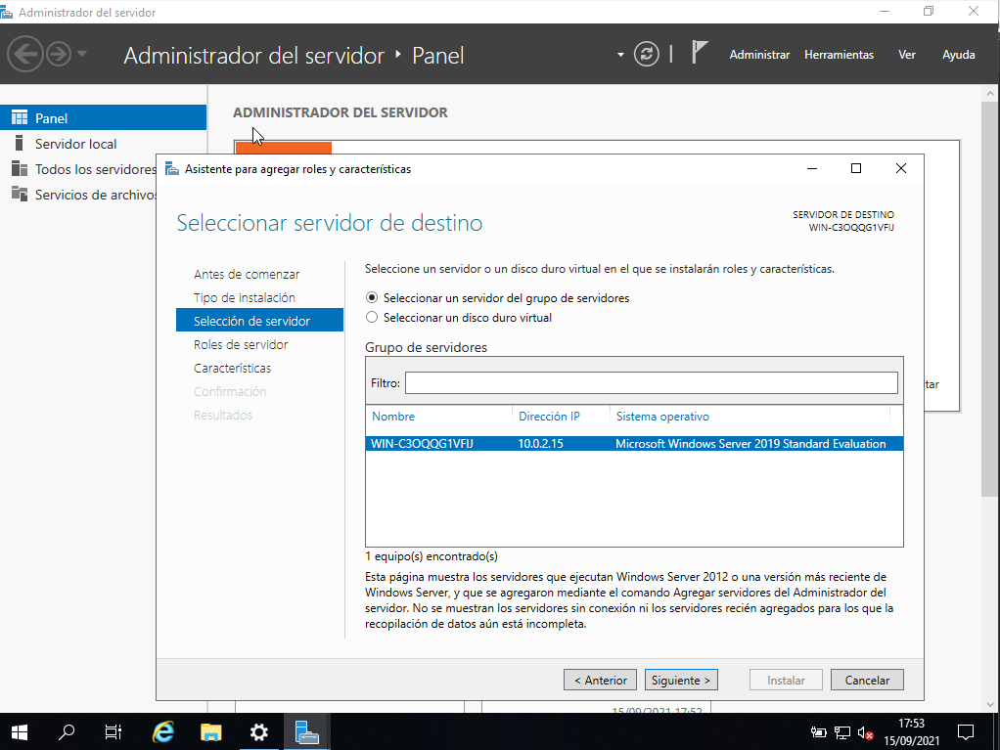 Administrador del servidor
Administrador del servidor ‣ Panel
Administrar Herramientas Ver Ayuda
Panel
Servidor local
Todos los servidores
Servicios de archivos
ADMINISTRADOR DEL SERVIDOR
Asistente para agregar roles y características
Seleccionar servidor de destino
SERVIDOR DE DESTINO
WIN-C3OQQG1VFIJ
Antes de comenzar
Tipo de instalación
Selección de servidor
Roles de servidor
Características
Confirmación
Resultados
Seleccione un servidor o un disco duro virtual en el que se instalarán roles y características.
Seleccionar un servidor del grupo de servidores
Seleccionar un disco duro virtual
Grupo de servidores
Filtro:
Nombre Dirección IP Sistema operativo
WIN-C3OQQG1VFIJ 10.0.2.15 Microsoft Windows Server 2019 Standard Evaluation
1 equipo(s) encontrado(s)
Esta página muestra los servidores que ejecutan Windows Server 2012 o una versión más reciente de
Windows Server, y que se agregaron mediante el comando Agregar servidores del Administrador del
servidor. No se muestran los servidores sin conexión ni los servidores recién agregados para los que la
recopilación de datos aún está incompleta.
tar
< Anterior Siguiente > Instalar Cancelar
15/09/2021 17:52
17:53
15/09/2021